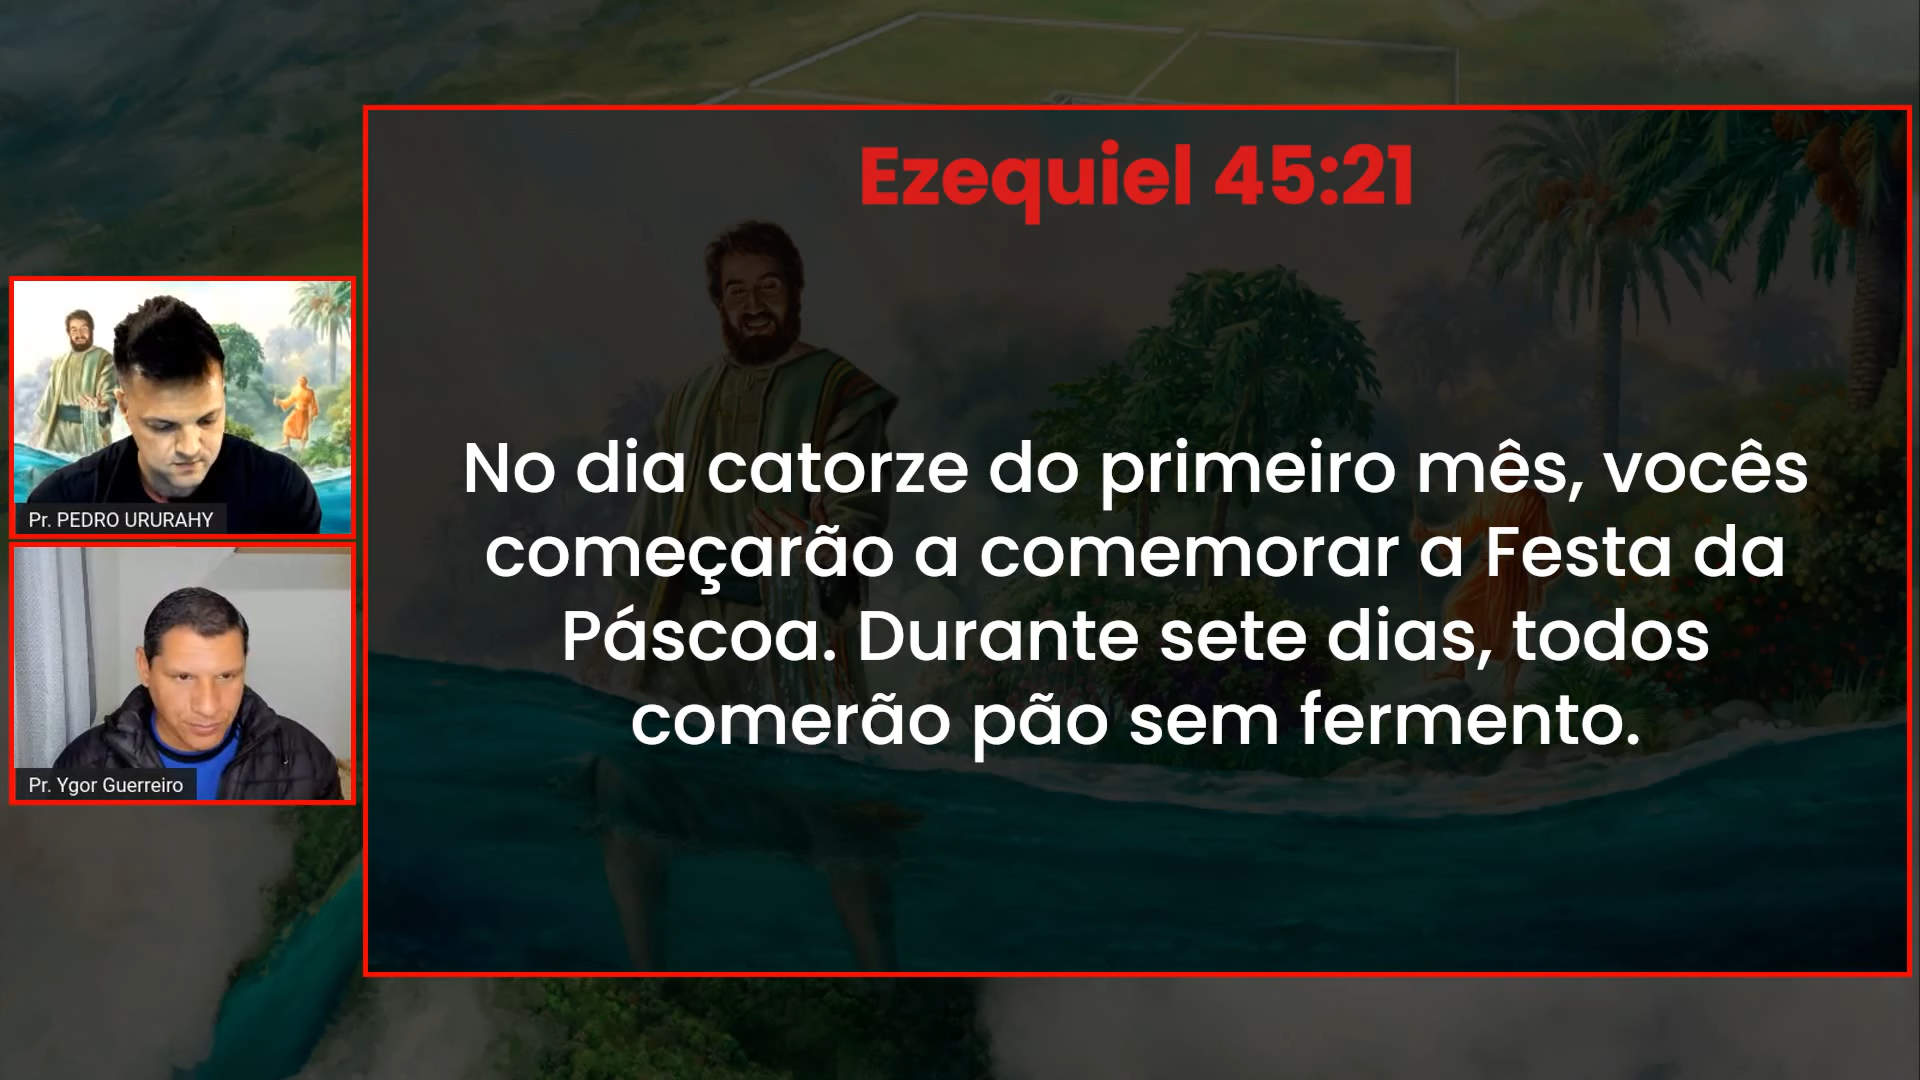 Ezequiel 45:21
No dia catorze do primeiro mês, vocês
começarão a comemorar a Festa da
Páscoa. Durante sete dias, todos
comerão pão sem fermento.
Pr. PEDRO URURAHY
Pr. Ygor Guerreiro